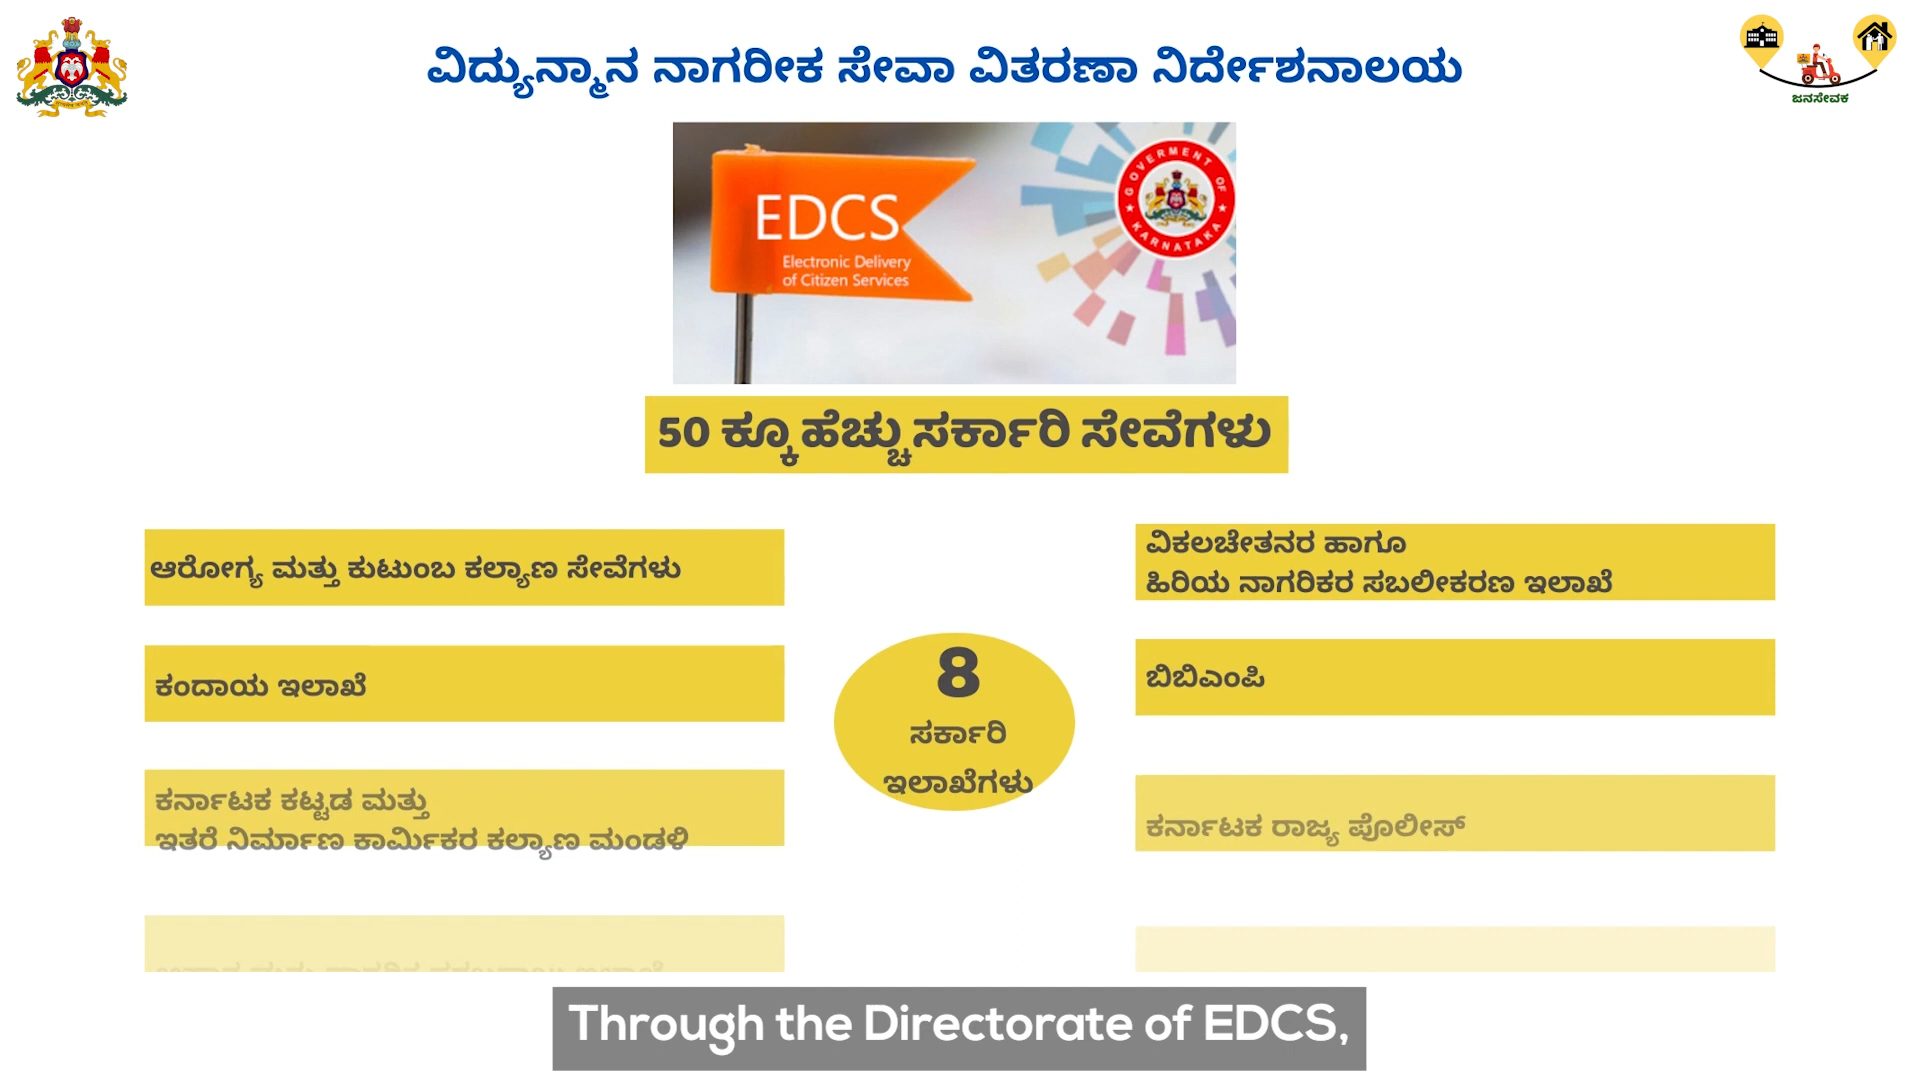 ವಿದ್ಯುನ್ಮಾನ ನಾಗರೀಕ ಸೇವಾ ವಿತರಣಾ ನಿರ್ದೇಶನಾಲಯ
ಜನಸೇವಕ
EDCS
Electronic Delivery
of Citizen Services
GOVERMENT OF
KARNATAKA
50 ಕ್ಕೂ ಹೆಚ್ಚು ಸರ್ಕಾರಿ ಸೇವೆಗಳು
ಆರೋಗ್ಯ ಮತ್ತು ಕುಟುಂಬ ಕಲ್ಯಾಣ ಸೇವೆಗಳು
ಕಂದಾಯ ಇಲಾಖೆ
ಕರ್ನಾಟಕ ಕಟ್ಟಡ ಮತ್ತು
ಇತರೆ ನಿರ್ಮಾಣ ಕಾರ್ಮಿಕರ ಕಲ್ಯಾಣ ಮಂಡಳಿ
8
ಸರ್ಕಾರಿ
ಇಲಾಖೆಗಳು
ವಿಕಲಚೇತನರ ಹಾಗೂ
ಹಿರಿಯ ನಾಗರಿಕರ ಸಬಲೀಕರಣ ಇಲಾಖೆ
ಬಿಬಿಎಂಪಿ
ಕರ್ನಾಟಕ ರಾಜ್ಯ ಪೊಲೀಸ್
Through the Directorate of EDCS,